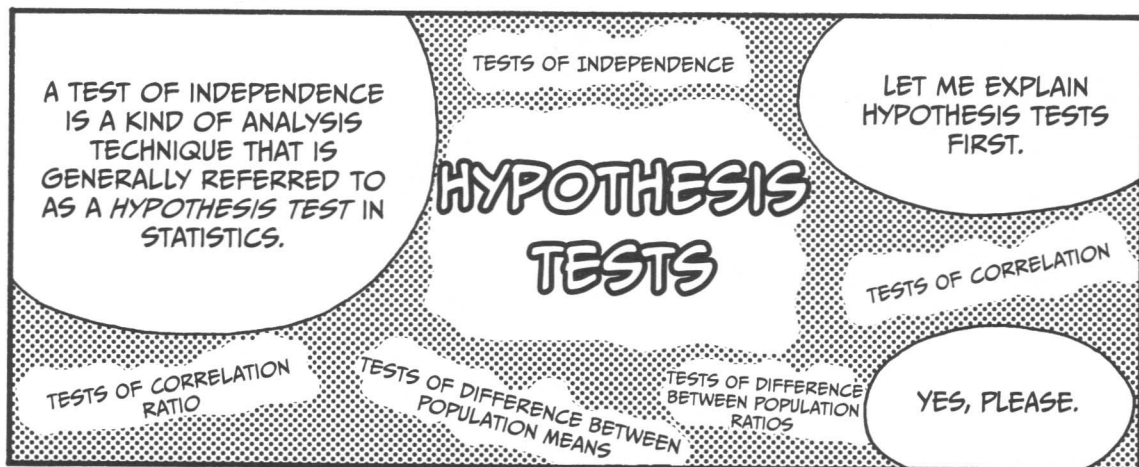 A TEST OF INDEPENDENCE
IS A KIND OF ANALYSIS
TECHNIQUE THAT IS
GENERALLY REFERRED TO
AS A HYPOTHESIS TEST IN
STATISTICS.
TESTS OF INDEPENDENCE
HYPOTHESIS
TESTS
LET ME EXPLAIN
HYPOTHESIS TESTS
FIRST.
TESTS OF CORRELATION
TESTS OF CORRELATION
RATIO
TESTS OF DIFFERENCE BETWEEN
POPULATION MEANS
TESTS OF DIFFERENCE
BETWEEN POPULATION
RATIOS
YES, PLEASE.